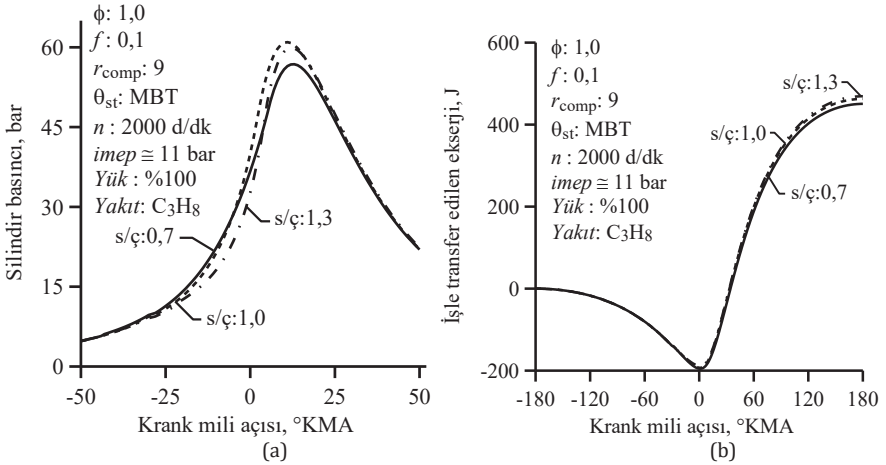 ϕ: 1,0
f : 0,1
r_comp: 9
θ_st: MBT
n : 2000 d/dk
imep ≅ 11 bar
Yük : %100
Yakıt: C₃H₈
s/ç:0,7
s/ç:1,3
s/ç:1,0
Silindir basıncı, bar
60
45
30
15
0
-50
-25
0
25
50
Krank mili açısı, °KMA
(a)
ϕ: 1,0
f : 0,1
r_comp: 9
θ_st: MBT
n : 2000 d/dk
imep ≅ 11 bar
Yük : %100
Yakıt: C₃H₈
s/ç:1,3
s/ç:1,0
s/ç:0,7
İşle transfer edilen ekserji, J
600
400
200
0
-200
-180
-120
-60
0
60
120
180
Krank mili açısı, °KMA
(b)